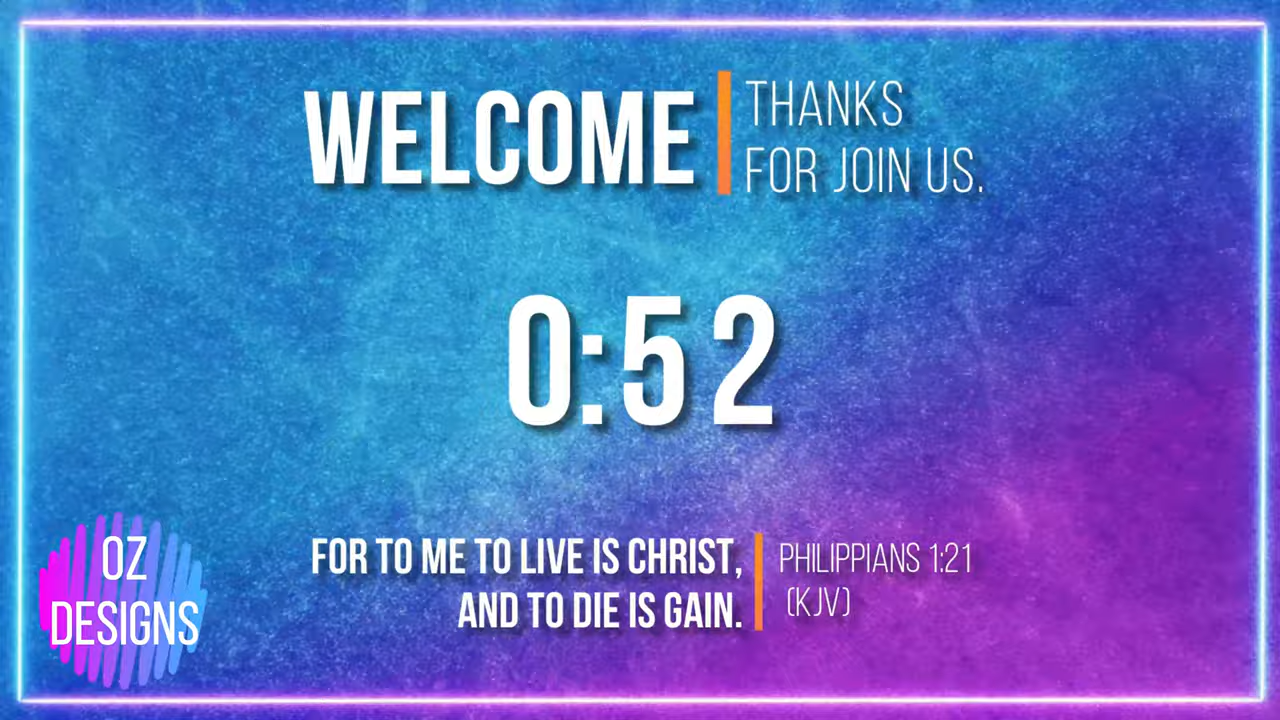 WELCOME
THANKS
FOR JOIN US.
0:52
FOR TO ME TO LIVE IS CHRIST,
AND TO DIE IS GAIN.
PHILIPPIANS 1:21
(KJV)
OZ
DESIGNS